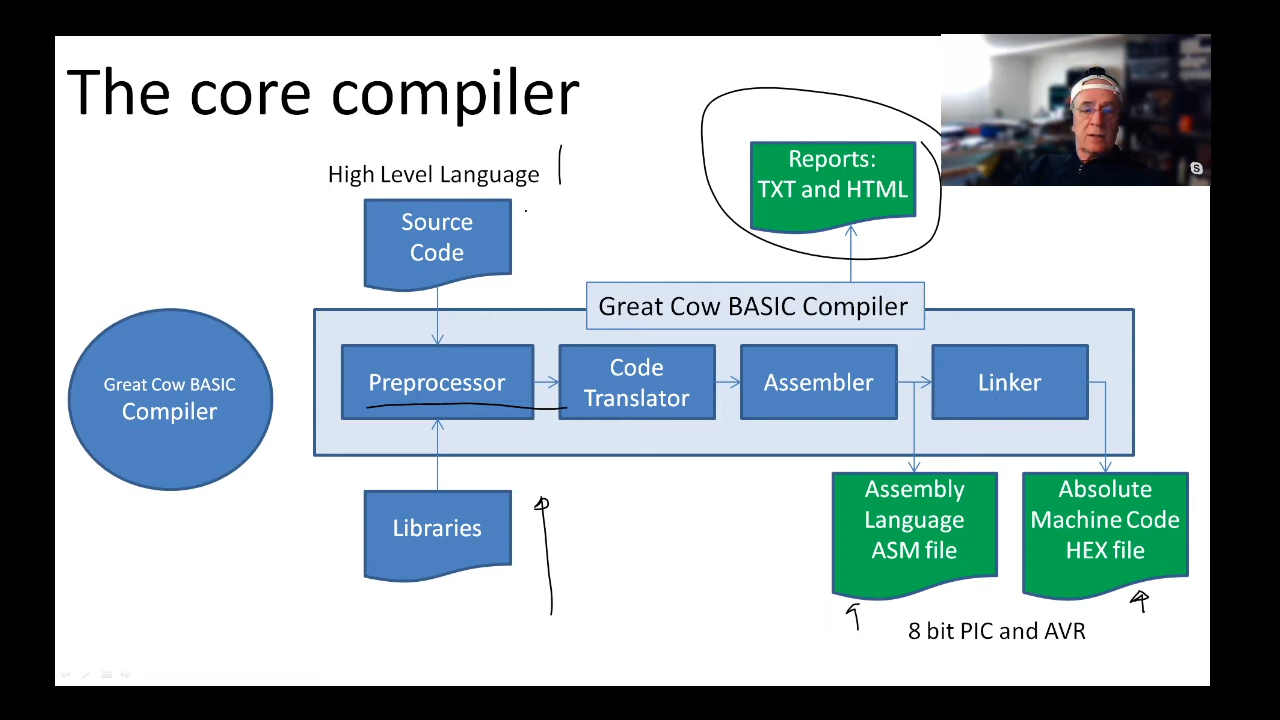 The core compiler
High Level Language
Source
Code
Reports:
TXT and HTML
Great Cow BASIC Compiler
Great Cow BASIC
Compiler
Preprocessor
Code
Translator
Assembler
Linker
Libraries
Assembly
Language
ASM file
Absolute
Machine Code
HEX file
8 bit PIC and AVR
S